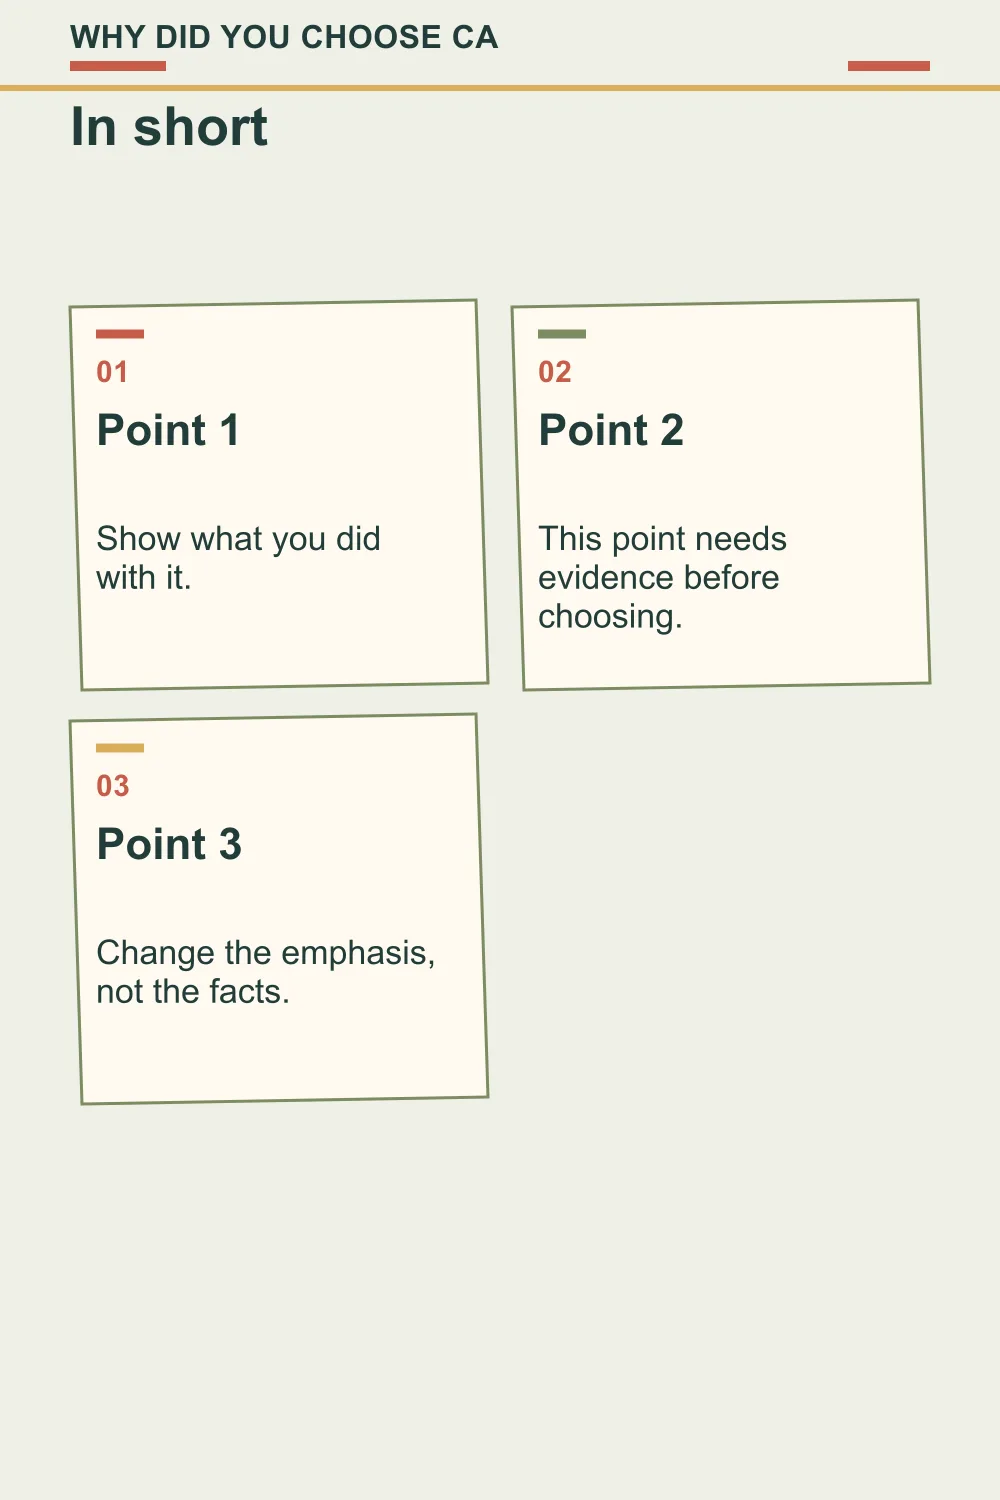 WHY DID YOU CHOOSE CA
In short
01
Point 1
Show what you did
with it.
02
Point 2
This point needs
evidence before
choosing.
03
Point 3
Change the emphasis,
not the facts.